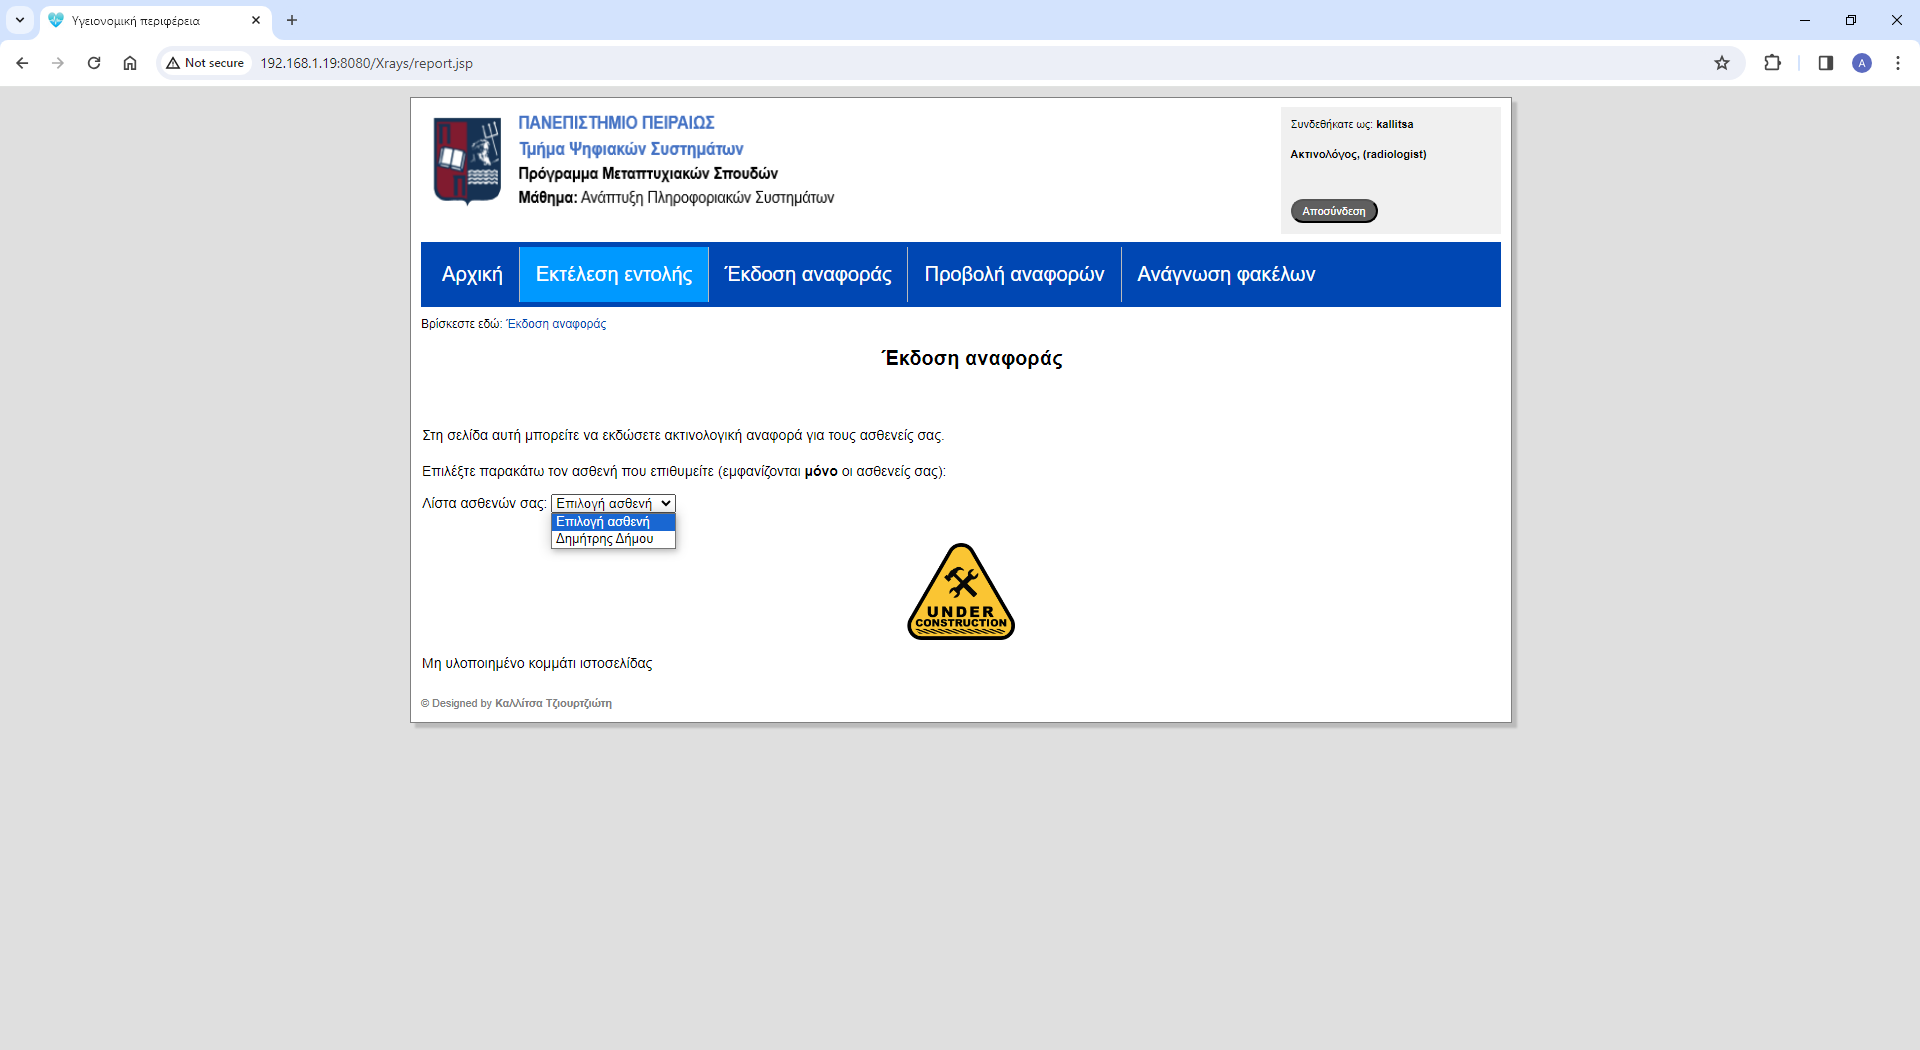 Υγειονομική περιφέρεια
Not secure
192.168.1.19:8080/Xrays/report.jsp
A
ΠΑΝΕΠΙΣΤΗΜΙΟ ΠΕΙΡΑΙΩΣ
Τμήμα Ψηφιακών Συστημάτων
Πρόγραμμα Μεταπτυχιακών Σπουδών
Μάθημα: Ανάπτυξη Πληροφοριακών Συστημάτων
Συνδεθήκατε ως: kallitsa
Ακτινολόγος, (radiologist)
Αποσύνδεση
Αρχική
Εκτέλεση εντολής
Έκδοση αναφοράς
Προβολή αναφορών
Ανάγνωση φακέλων
Βρίσκεστε εδώ: Έκδοση αναφοράς
Έκδοση αναφοράς
Στη σελίδα αυτή μπορείτε να εκδώσετε ακτινολογική αναφορά για τους ασθενείς σας.
Επιλέξτε παρακάτω τον ασθενή που επιθυμείτε (εμφανίζονται μόνο οι ασθενείς σας):
Λίστα ασθενών σας: Επιλογή ασθενή
Επιλογή ασθενή
Δημήτρης Δήμου
UNDER
CONSTRUCTION
Μη υλοποιημένο κομμάτι ιστοσελίδας
© Designed by Καλλίτσα Τζιουρτζιώτη